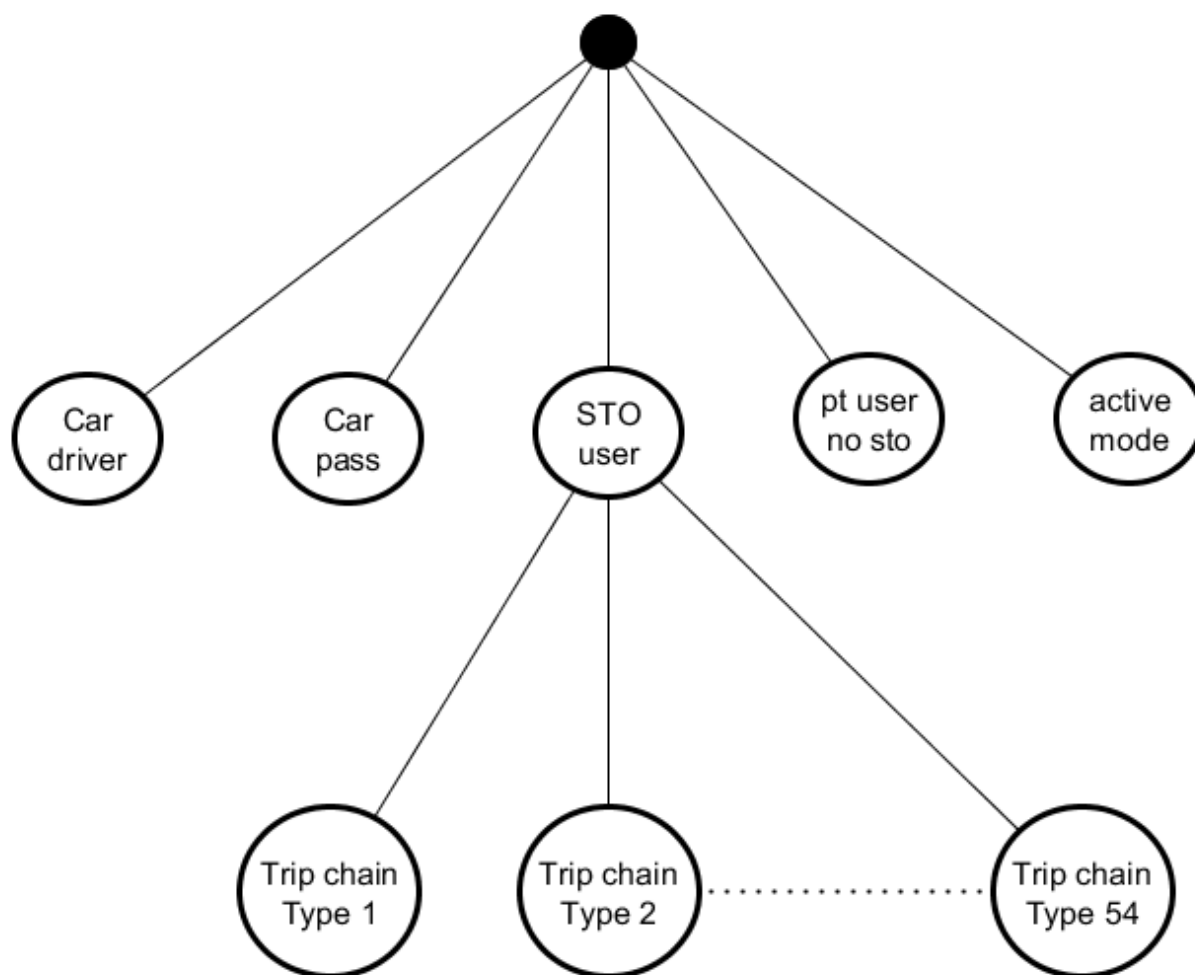 Car
driver
Car
pass
STO
user
pt user
no sto
active
mode
Trip chain
Type 1
Trip chain
Type 2
Trip chain
Type 54